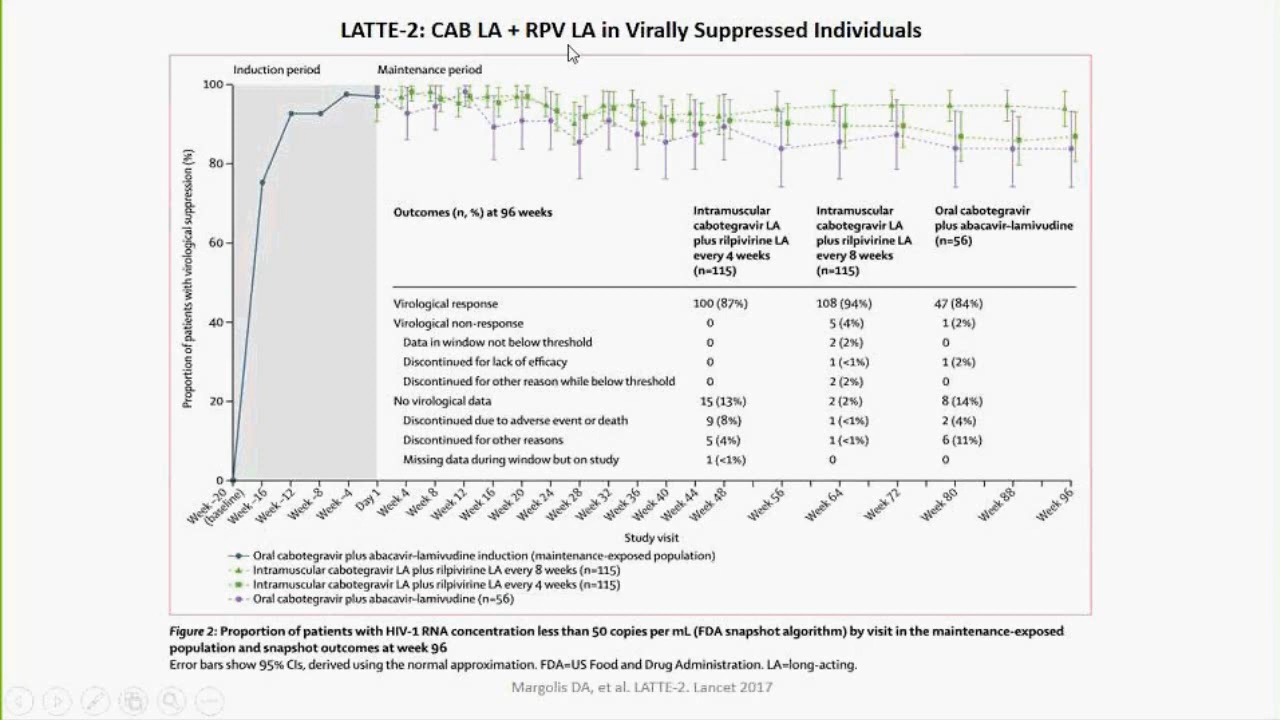 LATTE-2: CAB LA + RPV LA in Virally Suppressed Individuals
Induction period
Maintenance period
Proportion of patients with virological suppression (%)
100
80
60
40
20
0
Outcomes (n, %) at 96 weeks
Intramuscular
cabotegravir LA
plus rilpivirine LA
every 4 weeks
(n=115)
Intramuscular
cabotegravir LA
plus rilpivirine LA
every 8 weeks
(n=115)
Oral cabotegravir
plus abacavir-lamivudine
(n=56)
Virological response 100 (87%) 108 (94%) 47 (84%)
Virological non-response 0 5 (4%) 1 (2%)
Data in window not below threshold 0 2 (2%) 0
Discontinued for lack of efficacy 0 1 (<1%) 1 (2%)
Discontinued for other reason while below threshold 0 2 (2%) 0
No virological data 15 (13%) 2 (2%) 8 (14%)
Discontinued due to adverse event or death 9 (8%) 1 (<1%) 2 (4%)
Discontinued for other reasons 5 (4%) 1 (<1%) 6 (11%)
Missing data during window but on study 1 (<1%) 0 0
Week -20
(baseline)
Week -16
Week -12
Week -8
Week -4
Day 1
Week 4
Week 8
Week 12
Week 16
Week 20
Week 24
Week 28
Week 32
Week 36
Week 40
Week 44
Week 48
Week 56
Week 64
Week 72
Week 80
Week 88
Week 96
Study visit
Oral cabotegravir plus abacavir-lamivudine induction (maintenance-exposed population)
Intramuscular cabotegravir LA plus rilpivirine LA every 8 weeks (n=115)
Intramuscular cabotegravir LA plus rilpivirine LA every 4 weeks (n=115)
Oral cabotegravir plus abacavir-lamivudine (n=56)
Figure 2: Proportion of patients with HIV-1 RNA concentration less than 50 copies per mL (FDA snapshot algorithm) by visit in the maintenance-exposed
population and snapshot outcomes at week 96
Error bars show 95% CIs, derived using the normal approximation. FDA=US Food and Drug Administration. LA=long-acting.
Margolis DA, et al. LATTE-2. Lancet 2017